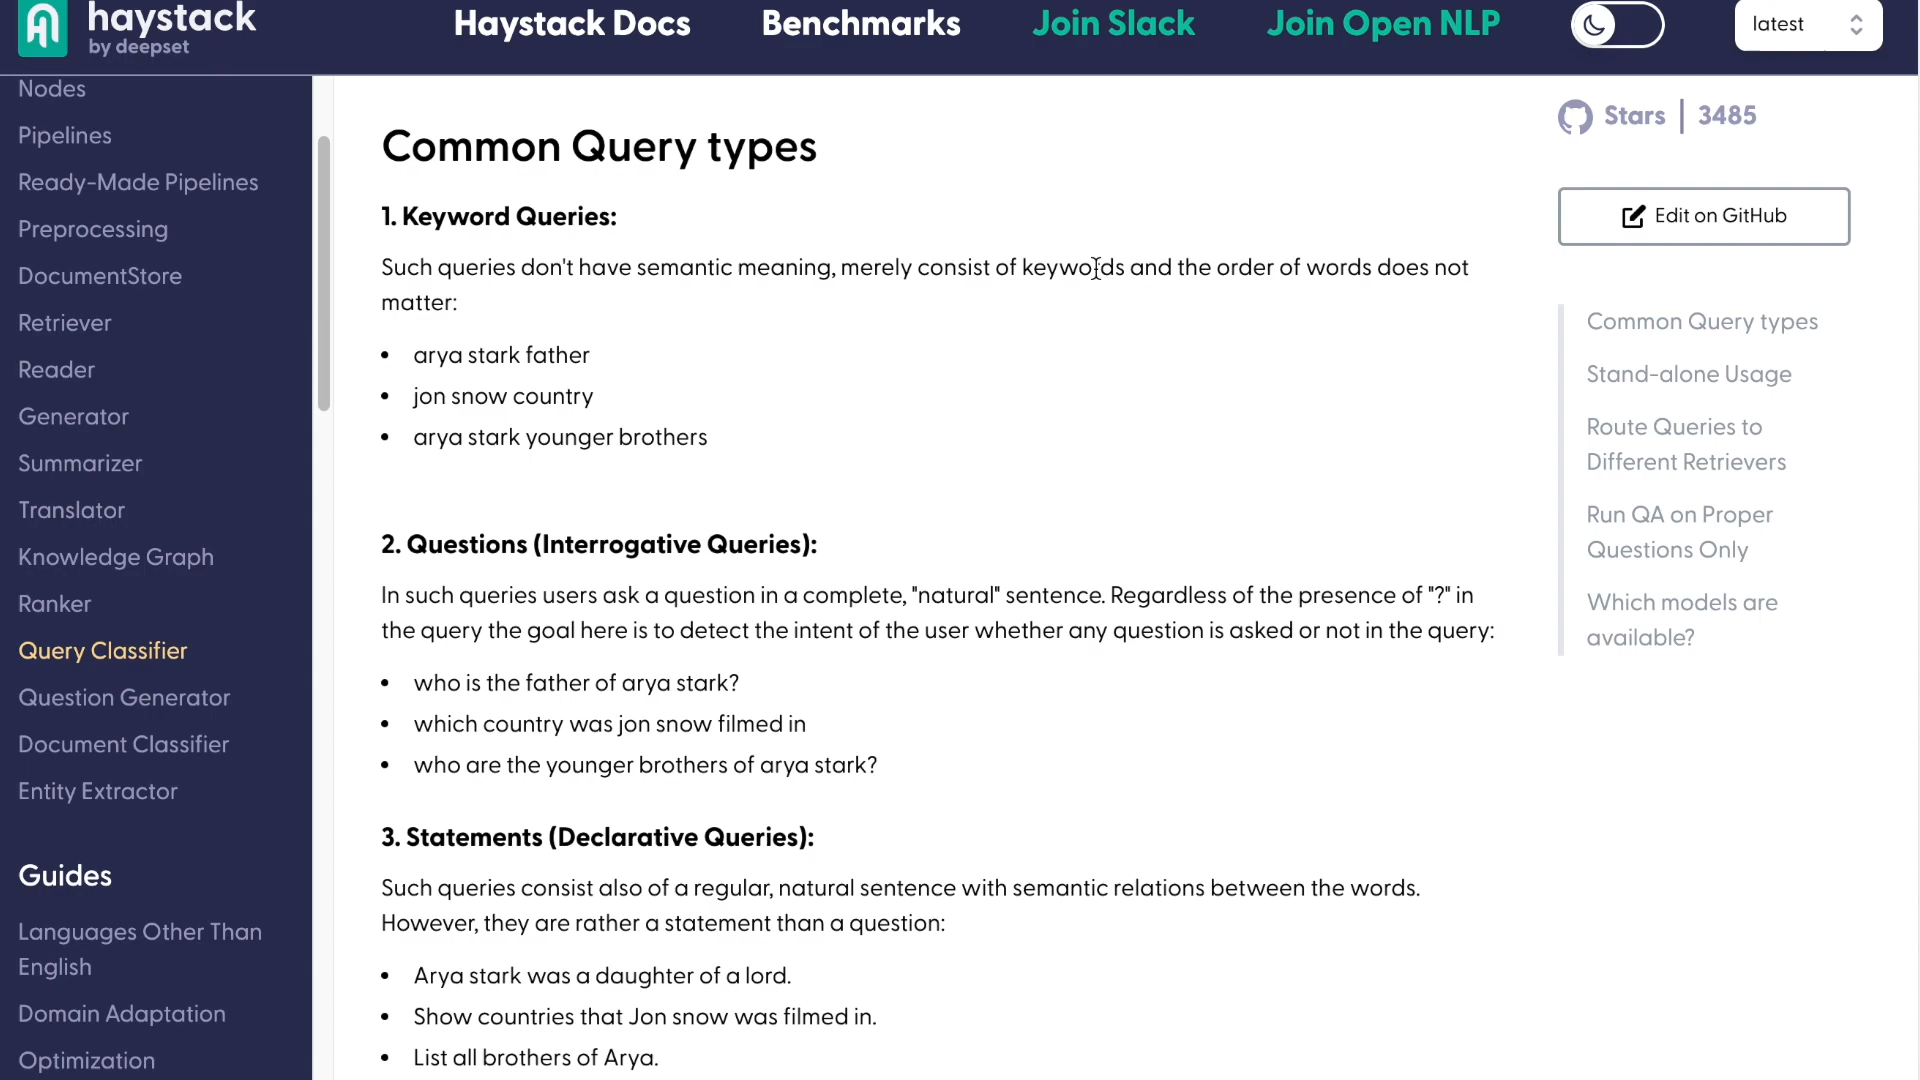 haystack
by deepset
Haystack Docs
Benchmarks
Join Slack
Join Open NLP
latest
Nodes
Pipelines
Ready-Made Pipelines
Preprocessing
DocumentStore
Retriever
Reader
Generator
Summarizer
Translator
Knowledge Graph
Ranker
Query Classifier
Question Generator
Document Classifier
Entity Extractor
Guides
Languages Other Than
English
Domain Adaptation
Optimization
Common Query types
1. Keyword Queries:
Such queries don't have semantic meaning, merely consist of keywords and the order of words does not
matter:
• arya stark father
• jon snow country
• arya stark younger brothers
2. Questions (Interrogative Queries):
In such queries users ask a question in a complete, "natural" sentence. Regardless of the presence of "?" in
the query the goal here is to detect the intent of the user whether any question is asked or not in the query:
• who is the father of arya stark?
• which country was jon snow filmed in
• who are the younger brothers of arya stark?
3. Statements (Declarative Queries):
Such queries consist also of a regular, natural sentence with semantic relations between the words.
However, they are rather a statement than a question:
• Arya stark was a daughter of a lord.
• Show countries that Jon snow was filmed in.
• List all brothers of Arya.
Stars | 3485
Edit on GitHub
Common Query types
Stand-alone Usage
Route Queries to
Different Retrievers
Run QA on Proper
Questions Only
Which models are
available?